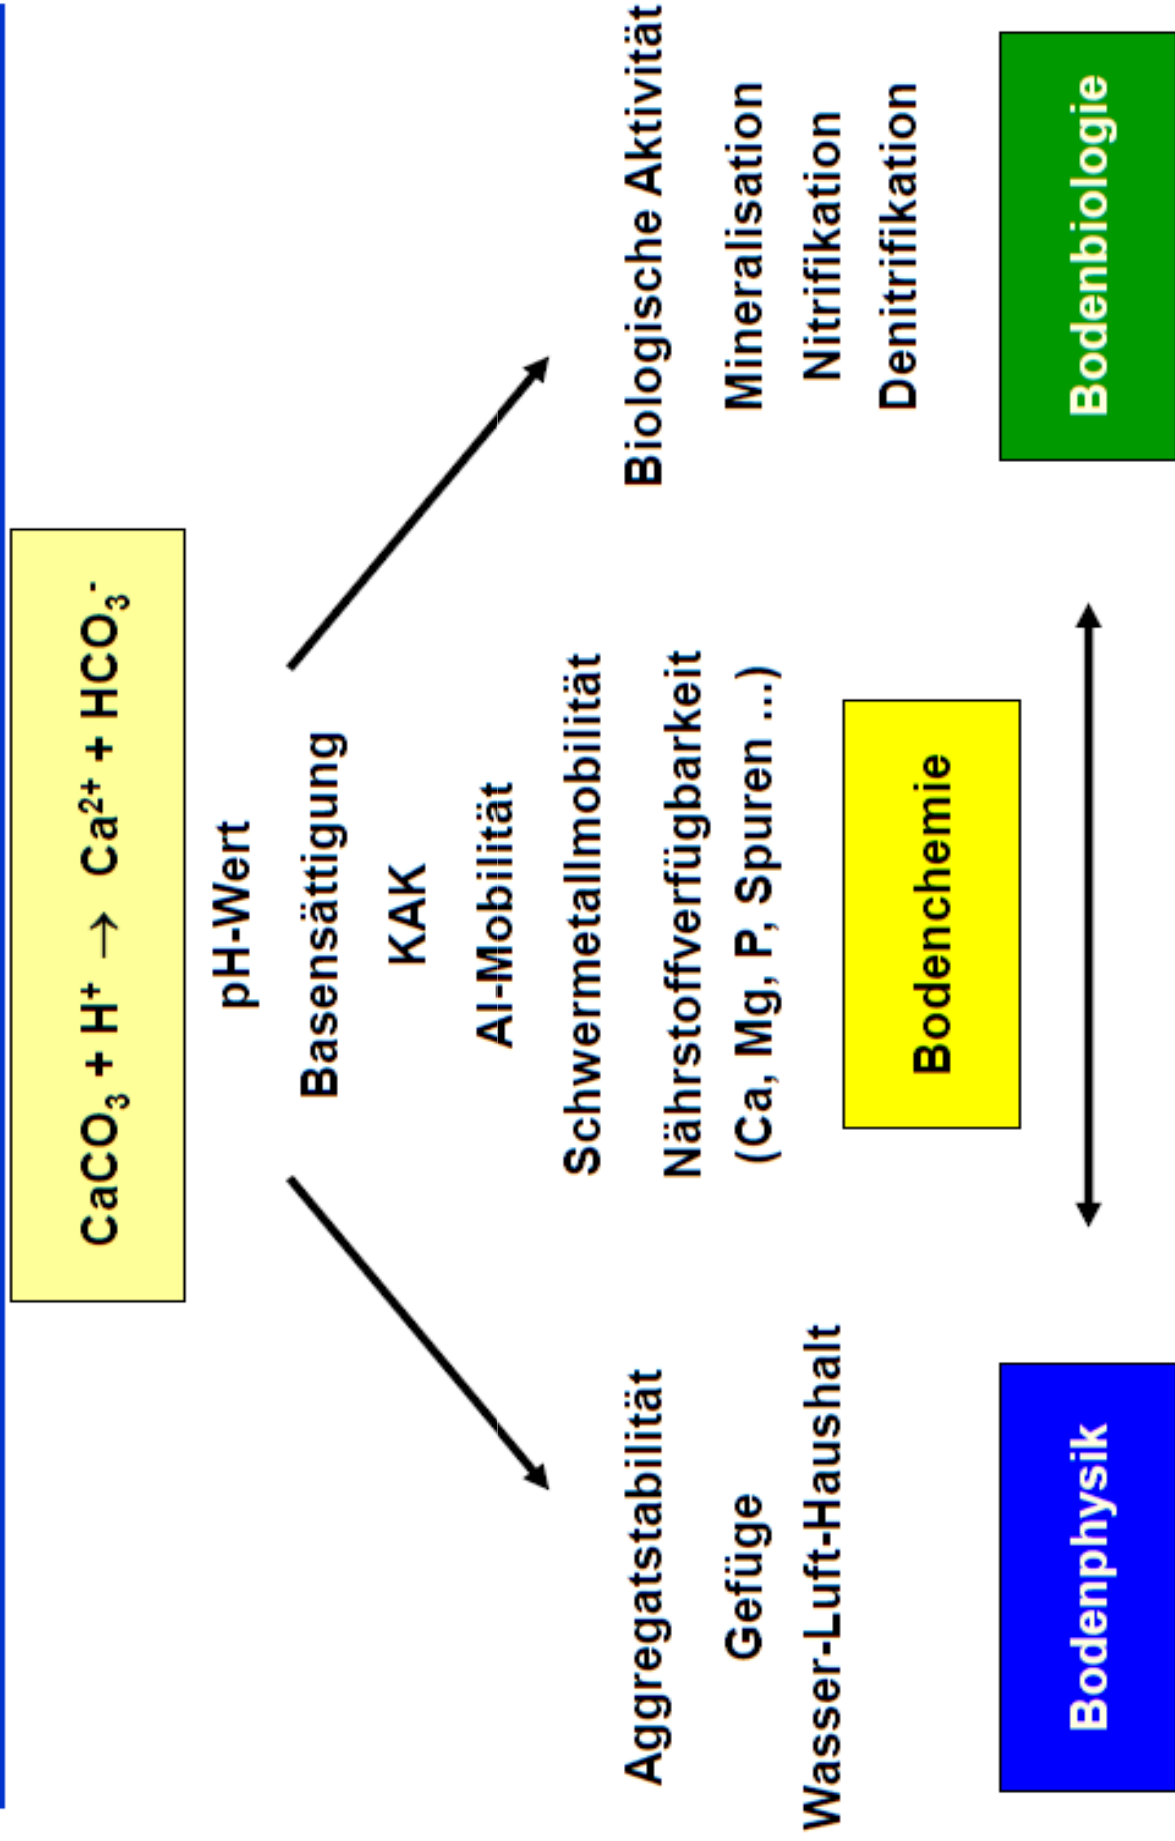 CaCO₃ + H⁺ → Ca²⁺ + HCO₃⁻
pH-Wert
Basensättigung
KAK
Al-Mobilität
Schwermetallmobilität
Nährstoffverfügbarkeit
(Ca, Mg, P, Spuren ...)
Bodenchemie
Aggregatstabilität
Gefüge
Wasser-Luft-Haushalt
Bodenphysik
Biologische Aktivität
Mineralisation
Nitrifikation
Denitrifikation
Bodenbiologie